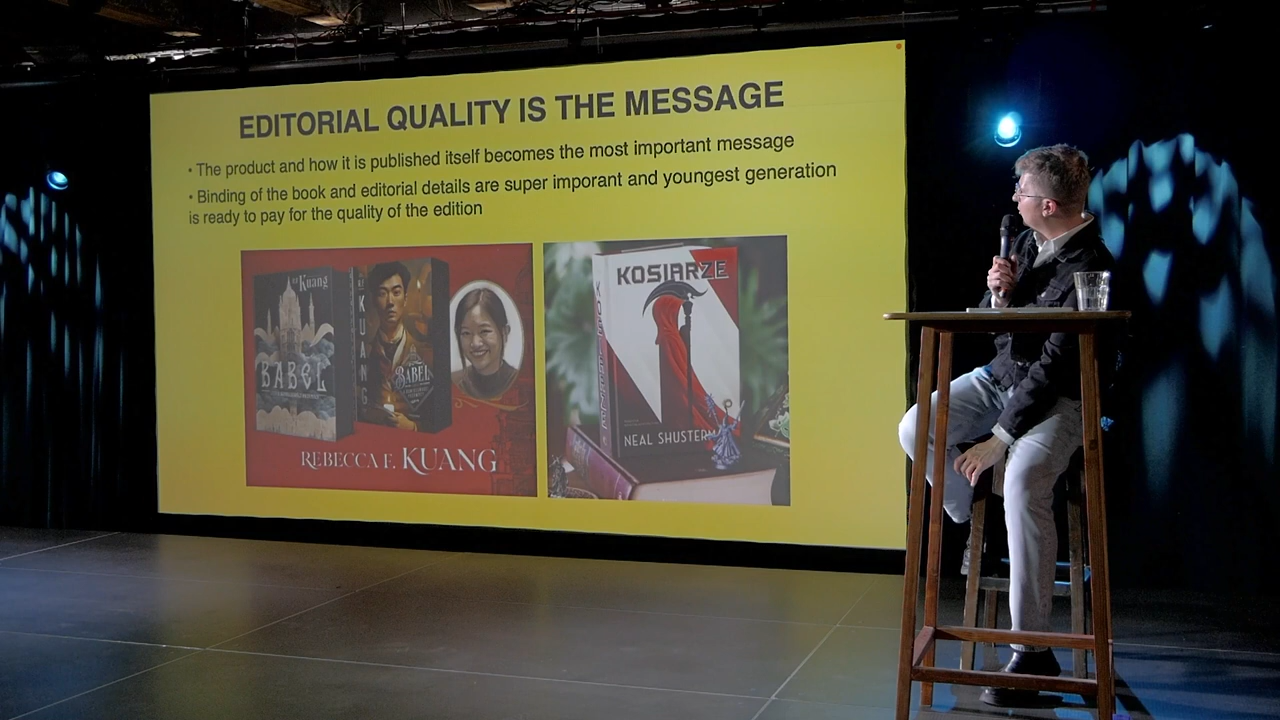 EDITORIAL QUALITY IS THE MESSAGE
• The product and how it is published itself becomes the most important message
• Binding of the book and editorial details are super imporant and youngest generation
is ready to pay for the quality of the edition
Kuang
BABEL
KUANG
BABEL
REBECCA F. KUANG
KOSIARZE
NEAL SHUSTERM